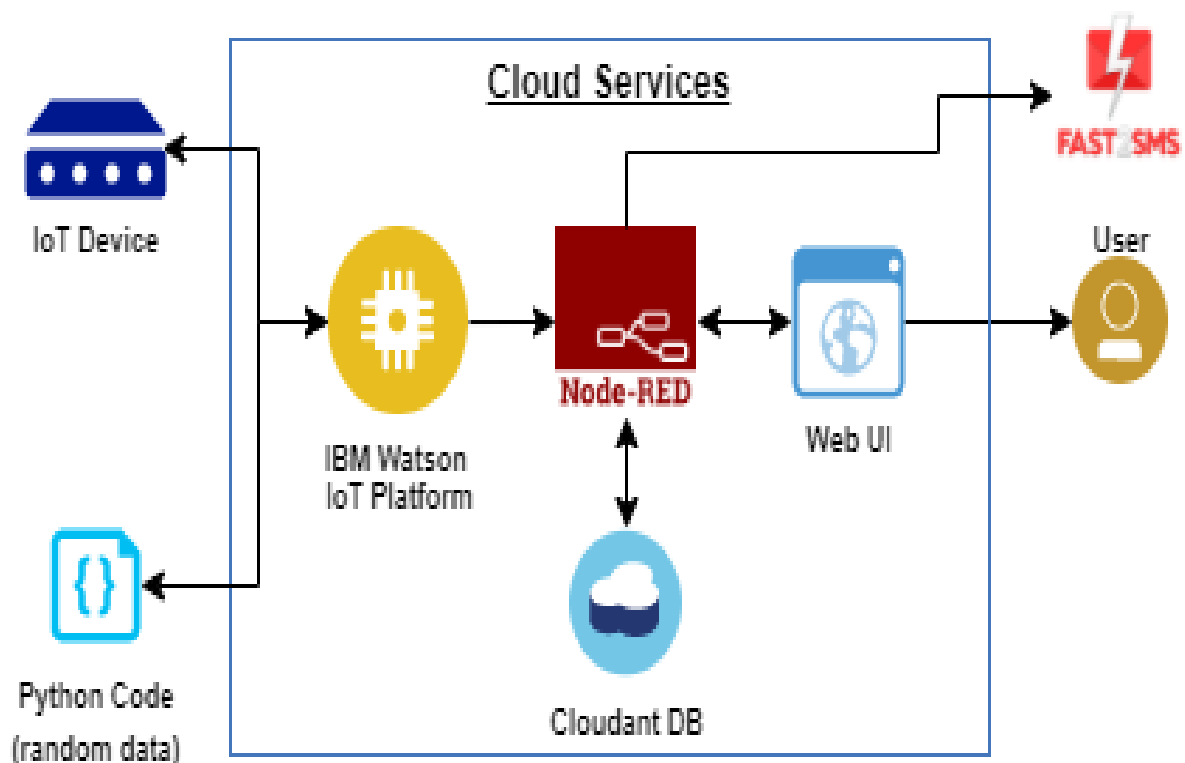 Cloud Services
FAST2SMS
IoT Device
User
Node-RED
Web UI
IBM Watson
IoT Platform
Python Code
(random data)
Cloudant DB